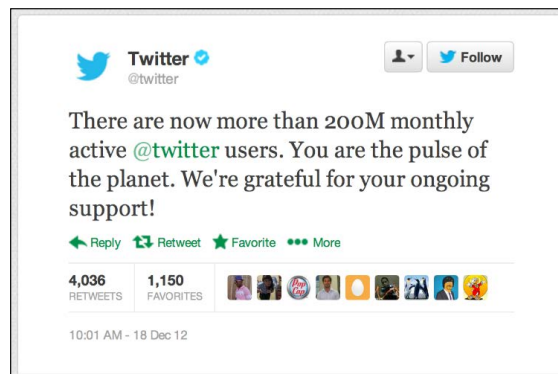 Twitter
@twitter
Follow
There are now more than 200M monthly
active @twitter users. You are the pulse of
the planet. We're grateful for your ongoing
support!
Reply Retweet Favorite More
4,036 1,150
RETWEETS FAVORITES
Pop Cap
10:01 AM - 18 Dec 12